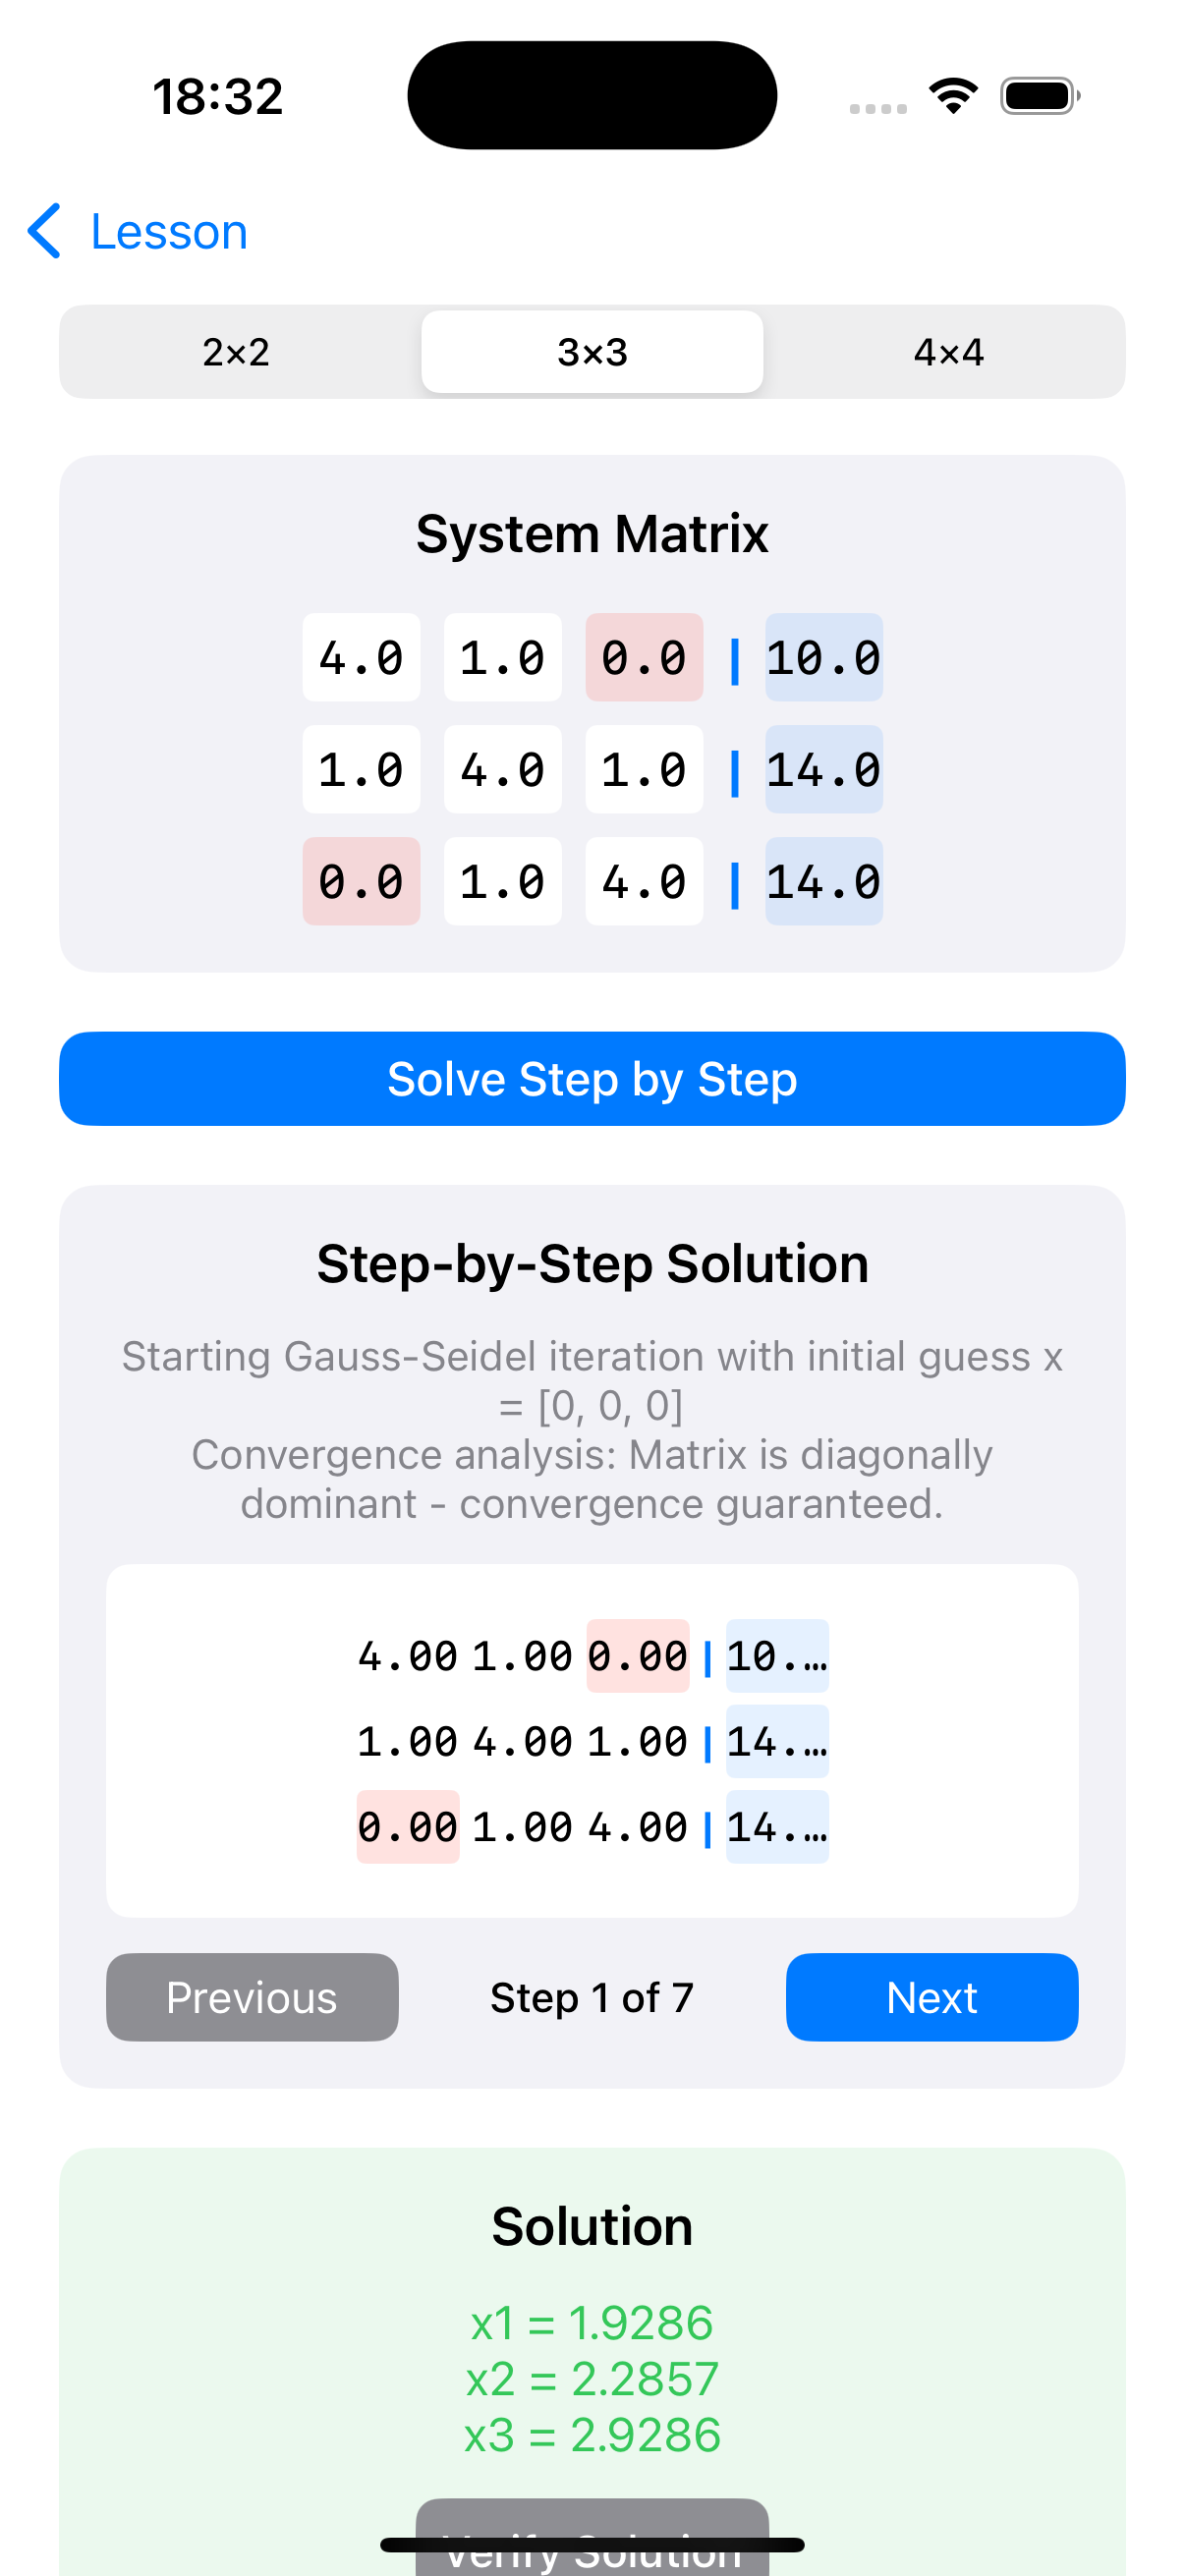 18:32
Lesson
2×2 3×3 4×4
System Matrix
4.0 1.0 0.0 | 10.0
1.0 4.0 1.0 | 14.0
0.0 1.0 4.0 | 14.0
Solve Step by Step
Step-by-Step Solution
Starting Gauss-Seidel iteration with initial guess x
= [0, 0, 0]
Convergence analysis: Matrix is diagonally
dominant - convergence guaranteed.
4.00 1.00 0.00 | 10.…
1.00 4.00 1.00 | 14.…
0.00 1.00 4.00 | 14.…
Previous Step 1 of 7 Next
Solution
x1 = 1.9286
x2 = 2.2857
x3 = 2.9286
Verify Solution